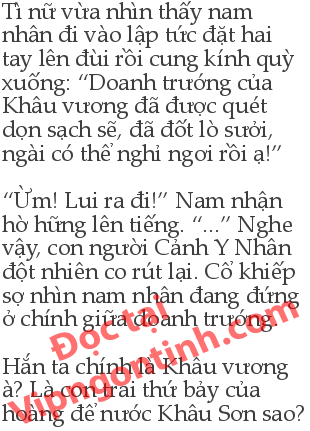 Tì nữ vừa nhìn thấy nam
nhân đi vào lập tức đặt hai
tay lên đùi rồi cung kính quỳ
xuống: “Doanh trướng của
Khâu vương đã được quét
dọn sạch sẽ, đã đốt lò sưởi,
ngài có thể nghỉ ngơi rồi ạ!”
“Ừm! Lui ra đi!” Nam nhận
hờ hững lên tiếng. “...” Nghe
vậy, con người Cảnh Y Nhân
đột nhiên co rút lại. Cổ khiếp
sợ nhìn nam nhân đang đứng
ở chính giữa doanh trướng.
Hắn ta chính là Khâu vương
à? Là con trai thứ bảy của
hoàng để nước Khâu Sơn sao?
Đọc tại
Vipngontinh.com